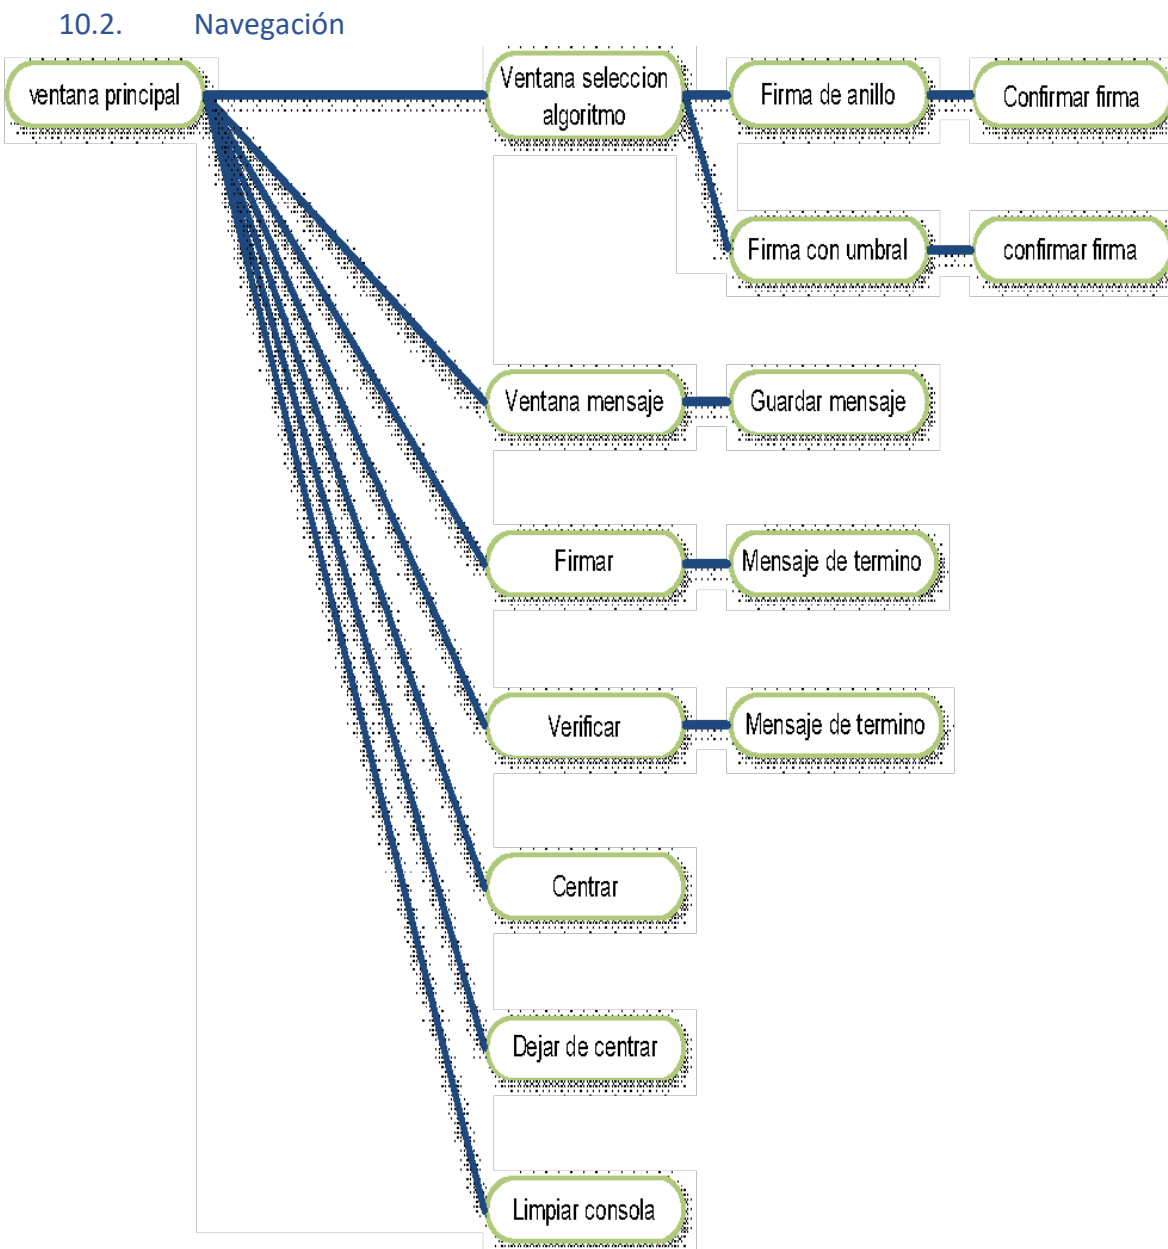 10.2. Navegación
ventana principal
Ventana seleccion
algoritmo
Firma de anillo
Confirmar firma
Firma con umbral
confirmar firma
Ventana mensaje
Guardar mensaje
Firmar
Mensaje de termino
Verificar
Mensaje de termino
Centrar
Dejar de centrar
Limpiar consola